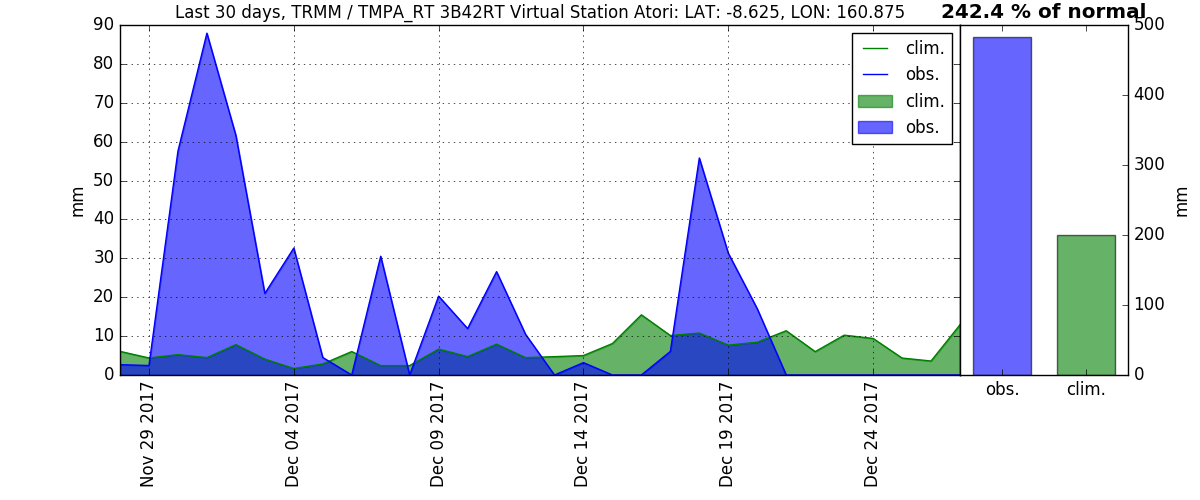 Last 30 days, TRMM / TMPA_RT 3B42RT Virtual Station Atori: LAT: -8.625, LON: 160.875
242.4 % of normal
mm
90
80
70
60
50
40
30
20
10
0
clim.
obs.
clim.
obs.
Nov 29 2017
Dec 04 2017
Dec 09 2017
Dec 14 2017
Dec 19 2017
Dec 24 2017
500
400
300
200
100
0
mm
obs.
clim.